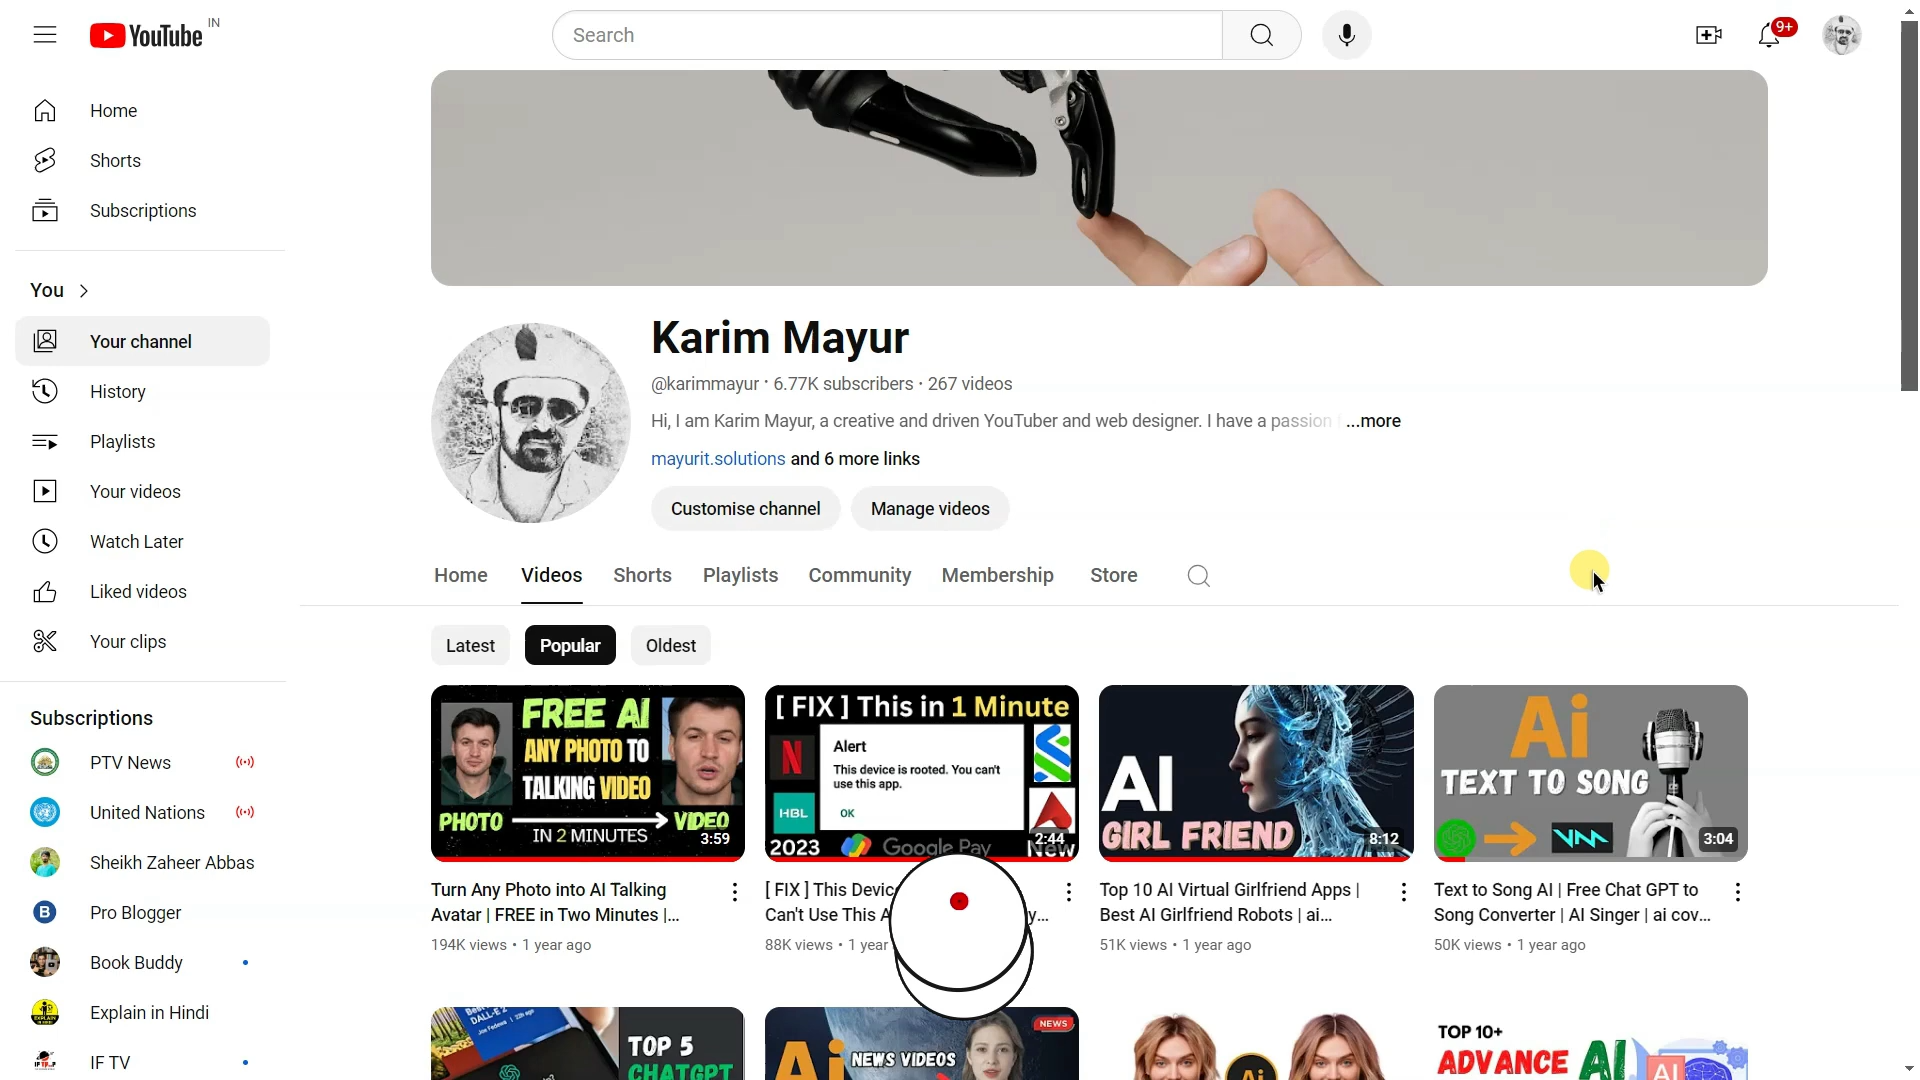 YouTube IN
Search
9+
Home
Shorts
Subscriptions
You
Your channel
History
Playlists
Your videos
Watch Later
Liked videos
Your clips
Subscriptions
PTV News
United Nations
Sheikh Zaheer Abbas
B Pro Blogger
Book Buddy
Explain in Hindi
IF TV
Karim Mayur
@karimmayur • 6.77K subscribers • 267 videos
Hi, I am Karim Mayur, a creative and driven YouTuber and web designer. I have a passion ...more
mayurit.solutions and 6 more links
Customise channel
Manage videos
Home Videos Shorts Playlists Community Membership Store
Latest Popular Oldest
FREE AI
ANY PHOTO TO
TALKING VIDEO
PHOTO VIDEO
IN 2 MINUTES
3:59
Turn Any Photo into AI Talking
Avatar | FREE in Two Minutes |...
194K views • 1 year ago
[ FIX ] This in 1 Minute
N
Alert
This device is rooted. You can't
use this app.
OK
HBL
2023 Google Pay New
2:44
[ FIX ] This Devic
Can't Use This A y...
88K views • 1 year
AI
GIRL FRIEND
8:12
Top 10 AI Virtual Girlfriend Apps |
Best AI Girlfriend Robots | ai...
51K views • 1 year ago
Ai
TEXT TO SONG
3:04
Text to Song AI | Free Chat GPT to
Song Converter | AI Singer | ai cov...
50K views • 1 year ago
DALL-E 2
TOP 5
CHATGPT
NEWS
Ai NEWS VIDEOS
Ai
TOP 10+
ADVANCE AI
AI